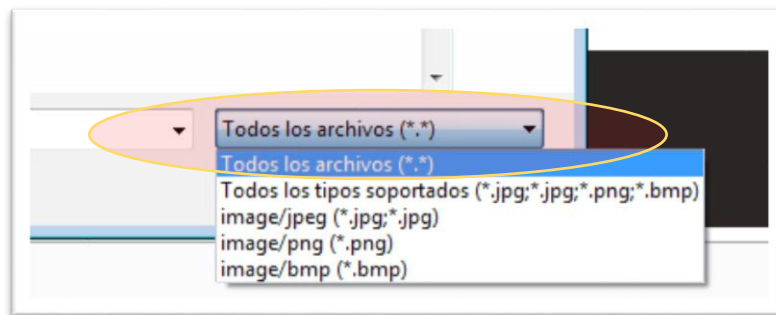 Todos los archivos (*.*)
Todos los archivos (*.*)
Todos los tipos soportados (*.jpg;*.jpg;*.png;*.bmp)
image/jpeg (*.jpg;*.jpg)
image/png (*.png)
image/bmp (*.bmp)